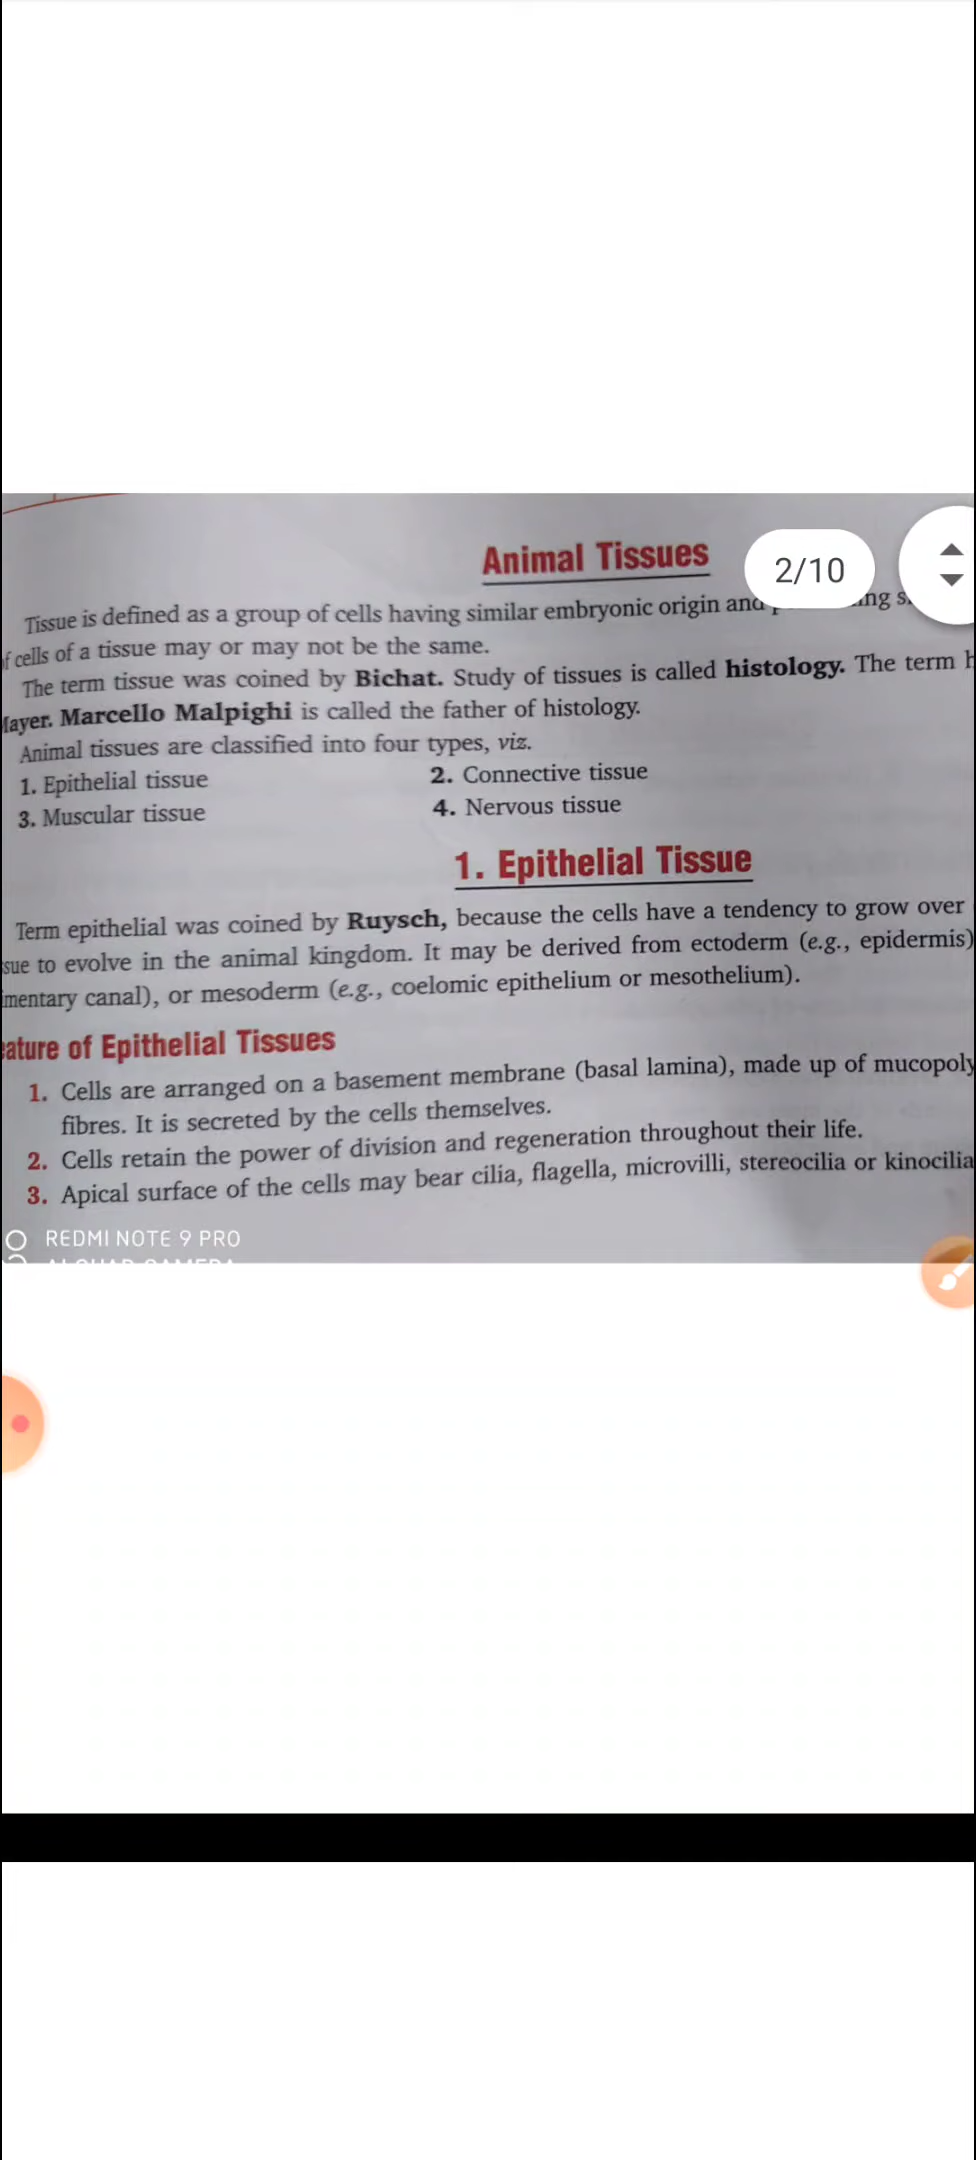 Animal Tissues
2/10
Tissue is defined as a group of cells having similar embryonic origin and
of cells of a tissue may or may not be the same.
The term tissue was coined by Bichat. Study of tissues is called histology. The term
Mayer. Marcello Malpighi is called the father of histology.
Animal tissues are classified into four types, viz.
1. Epithelial tissue 2. Connective tissue
3. Muscular tissue 4. Nervous tissue
1. Epithelial Tissue
Term epithelial was coined by Ruysch, because the cells have a tendency to grow over
ssue to evolve in the animal kingdom. It may be derived from ectoderm (e.g., epidermis)
imentary canal), or mesoderm (e.g., coelomic epithelium or mesothelium).
eature of Epithelial Tissues
1. Cells are arranged on a basement membrane (basal lamina), made up of mucopoly
fibres. It is secreted by the cells themselves.
2. Cells retain the power of division and regeneration throughout their life.
3. Apical surface of the cells may bear cilia, flagella, microvilli, stereocilia or kinocilia
REDMI NOTE 9 PRO